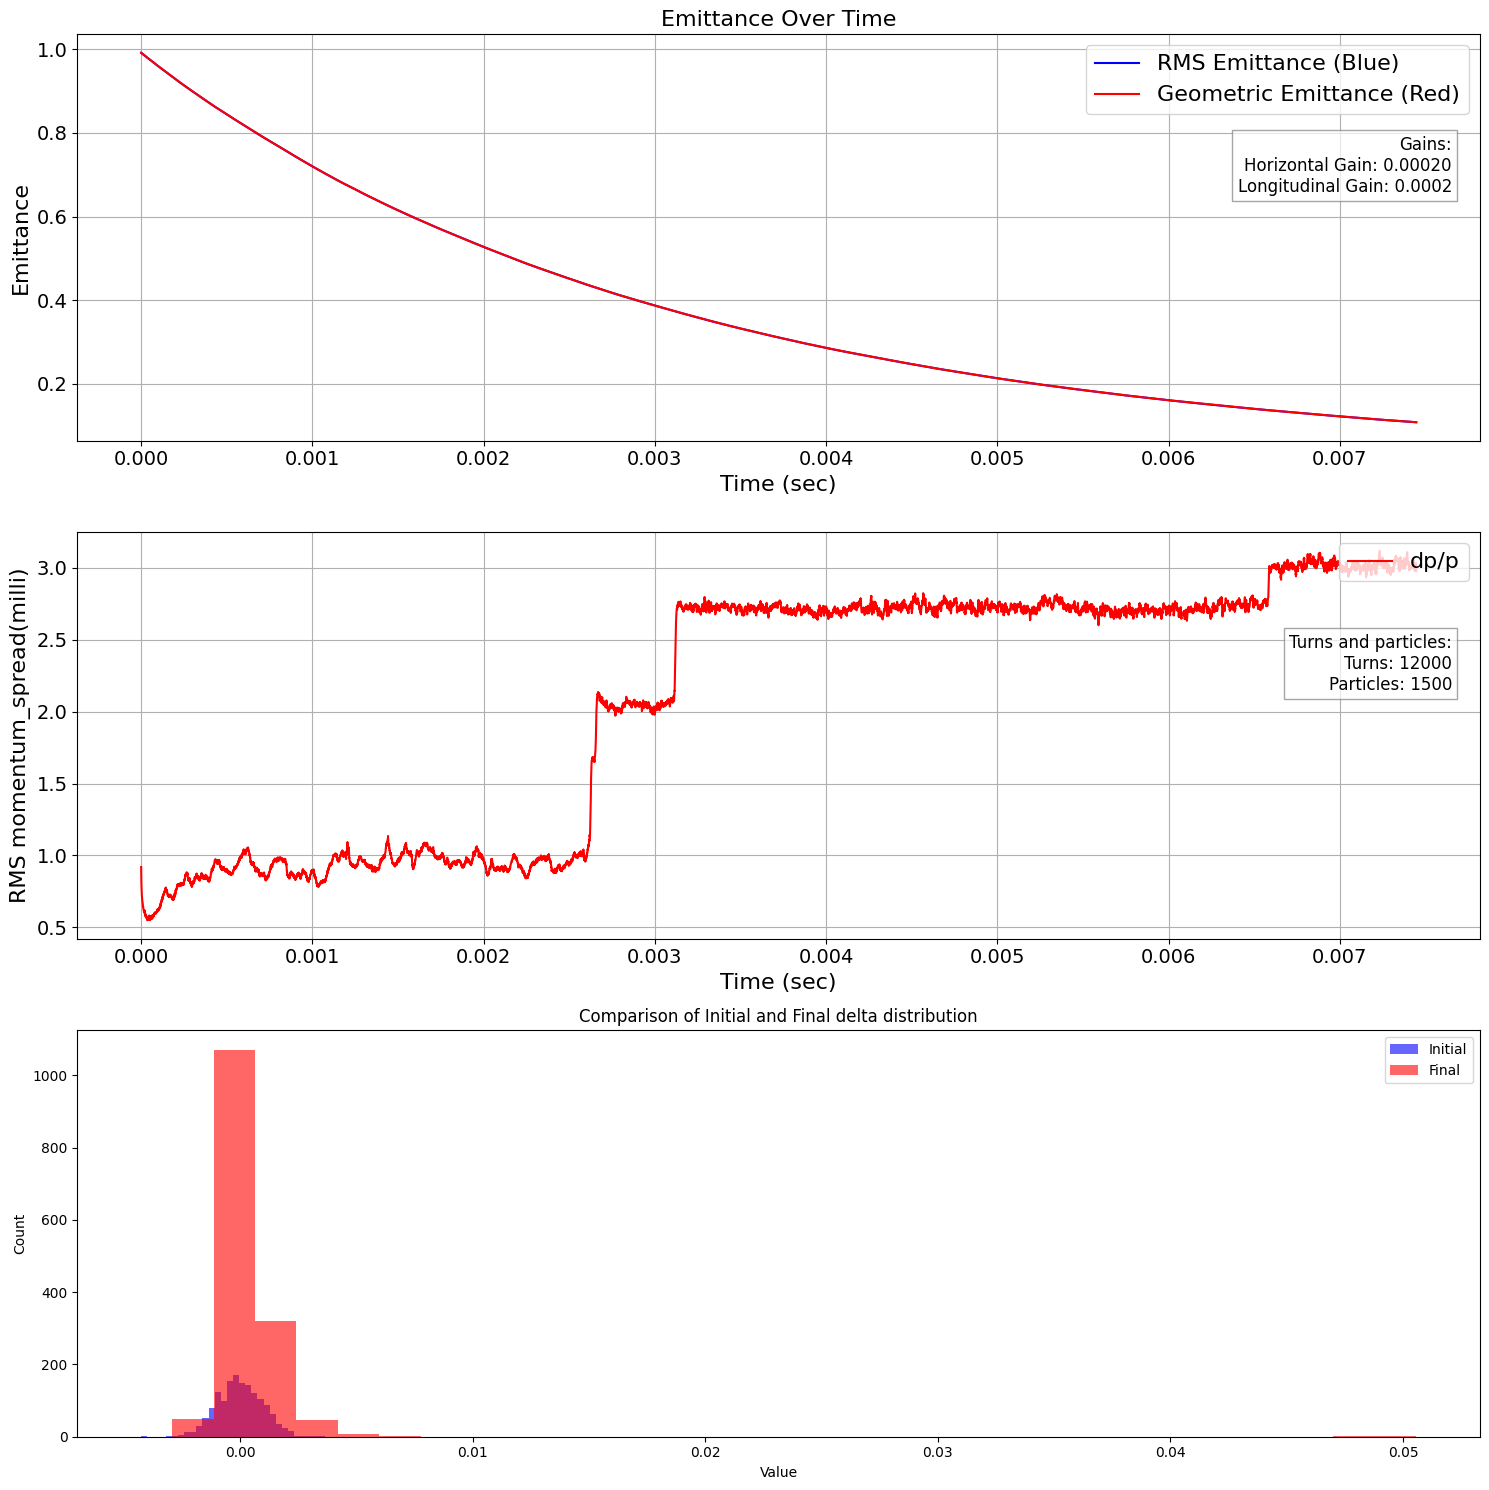 Emittance Over Time
Emittance
1.0
0.8
0.6
0.4
0.2
RMS Emittance (Blue)
Geometric Emittance (Red)
Gains:
Horizontal Gain: 0.00020
Longitudinal Gain: 0.0002
0.000 0.001 0.002 0.003 0.004 0.005 0.006 0.007
Time (sec)
RMS momentum_spread(milli)
3.0
2.5
2.0
1.5
1.0
0.5
dp/p
Turns and particles:
Turns: 12000
Particles: 1500
0.000 0.001 0.002 0.003 0.004 0.005 0.006 0.007
Time (sec)
Comparison of Initial and Final delta distribution
Count
1000
800
600
400
200
0
Initial
Final
0.00 0.01 0.02 0.03 0.04 0.05
Value